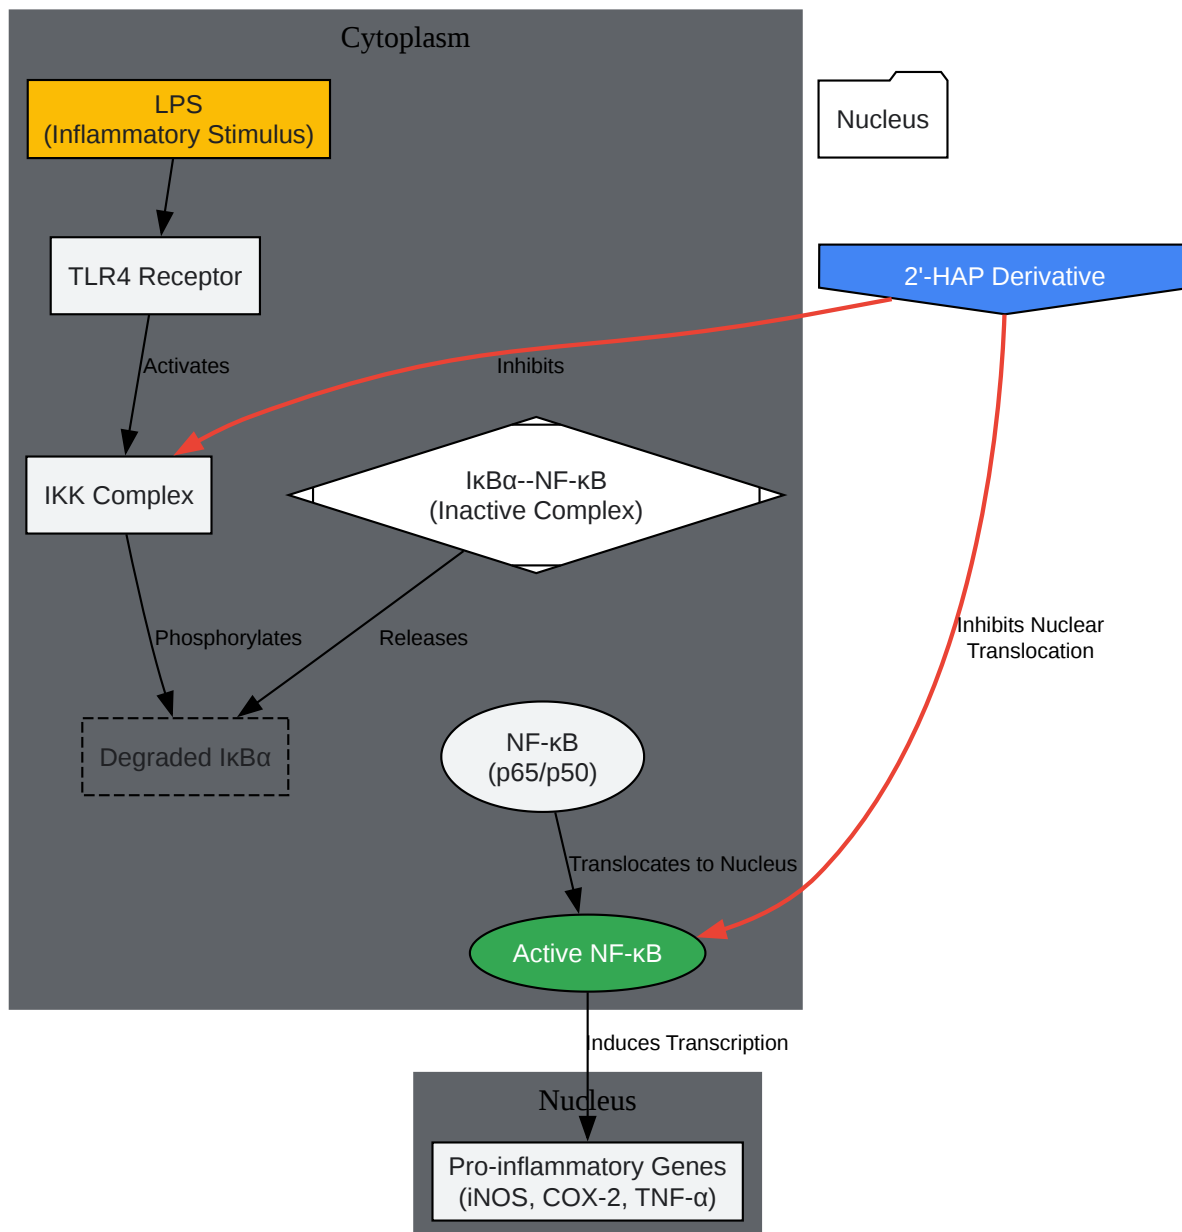 Cytoplasm
LPS
(Inflammatory Stimulus)
Nucleus
TLR4 Receptor
2'-HAP Derivative
Activates
Inhibits
IKK Complex
IκBα--NF-κB
(Inactive Complex)
Phosphorylates
Releases
Inhibits Nuclear
Translocation
Degraded IκBα
NF-κB
(p65/p50)
Translocates to Nucleus
Active NF-κB
Induces Transcription
Nucleus
Pro-inflammatory Genes
(iNOS, COX-2, TNF-α)